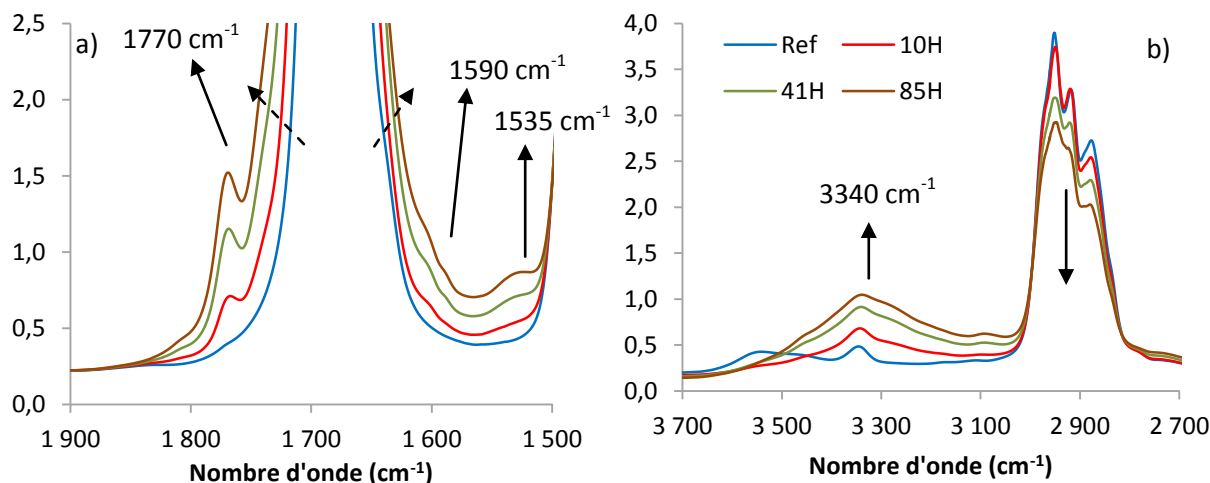 a)
1770 cm⁻¹
1590 cm⁻¹
1535 cm⁻¹
2,5
2,0
1,5
1,0
0,5
0,0
1 900 1 800 1 700 1 600 1 500
Nombre d'onde (cm⁻¹)
b)
Ref 10H
41H 85H
3340 cm⁻¹
4,0
3,5
3,0
2,5
2,0
1,5
1,0
0,5
0,0
3 700 3 500 3 300 3 100 2 900 2 700
Nombre d'onde (cm⁻¹)